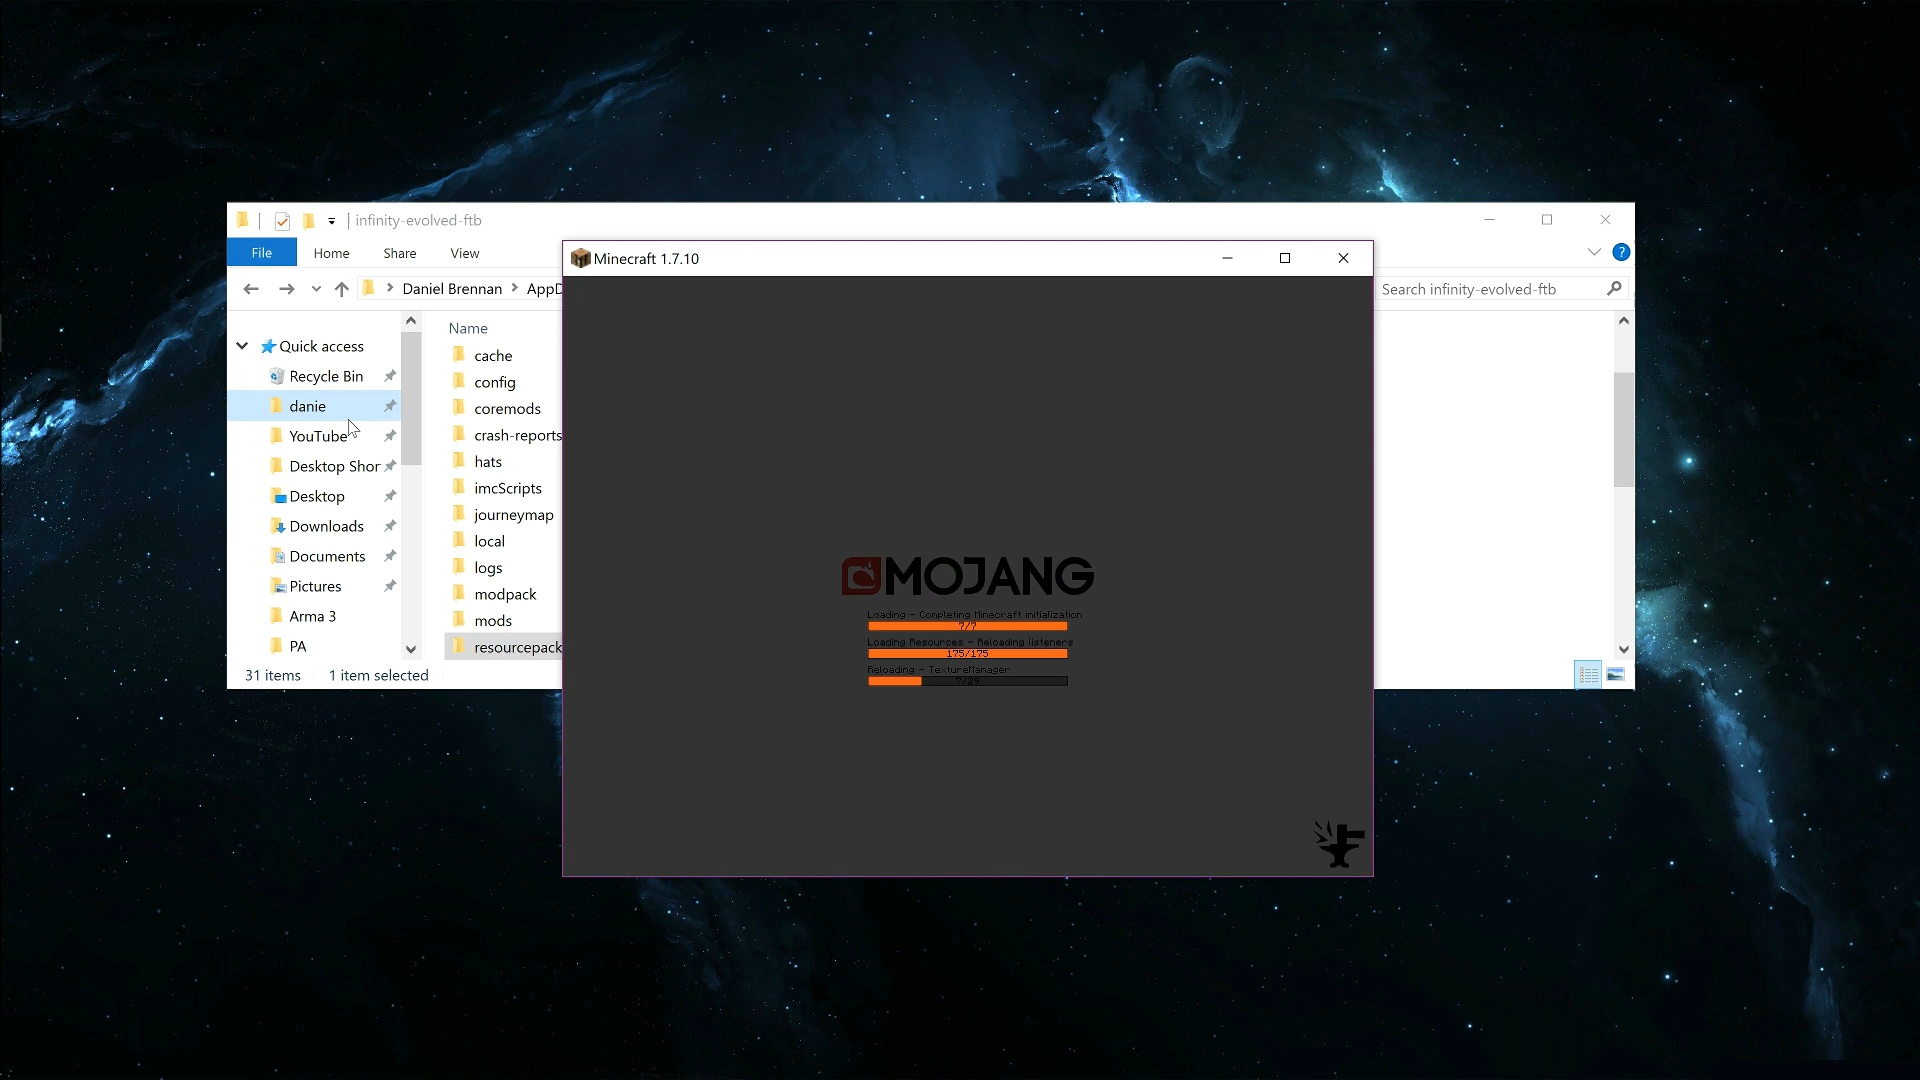 infinity-evolved-ftb
File Home Share View
Daniel Brennan AppD
Search infinity-evolved-ftb
Quick access
Recycle Bin
danie
YouTube
Desktop Shor
Desktop
Downloads
Documents
Pictures
Arma 3
PA
Name
cache
config
coremods
crash-reports
hats
imcScripts
journeymap
local
logs
modpack
mods
resourcepack
31 items 1 item selected
Minecraft 1.7.10
MOJANG
Loading - Completing Minecraft initialization
7/7
Loading Resources - Reloading listeners
175/175
Reloading - TextureManager
7/29